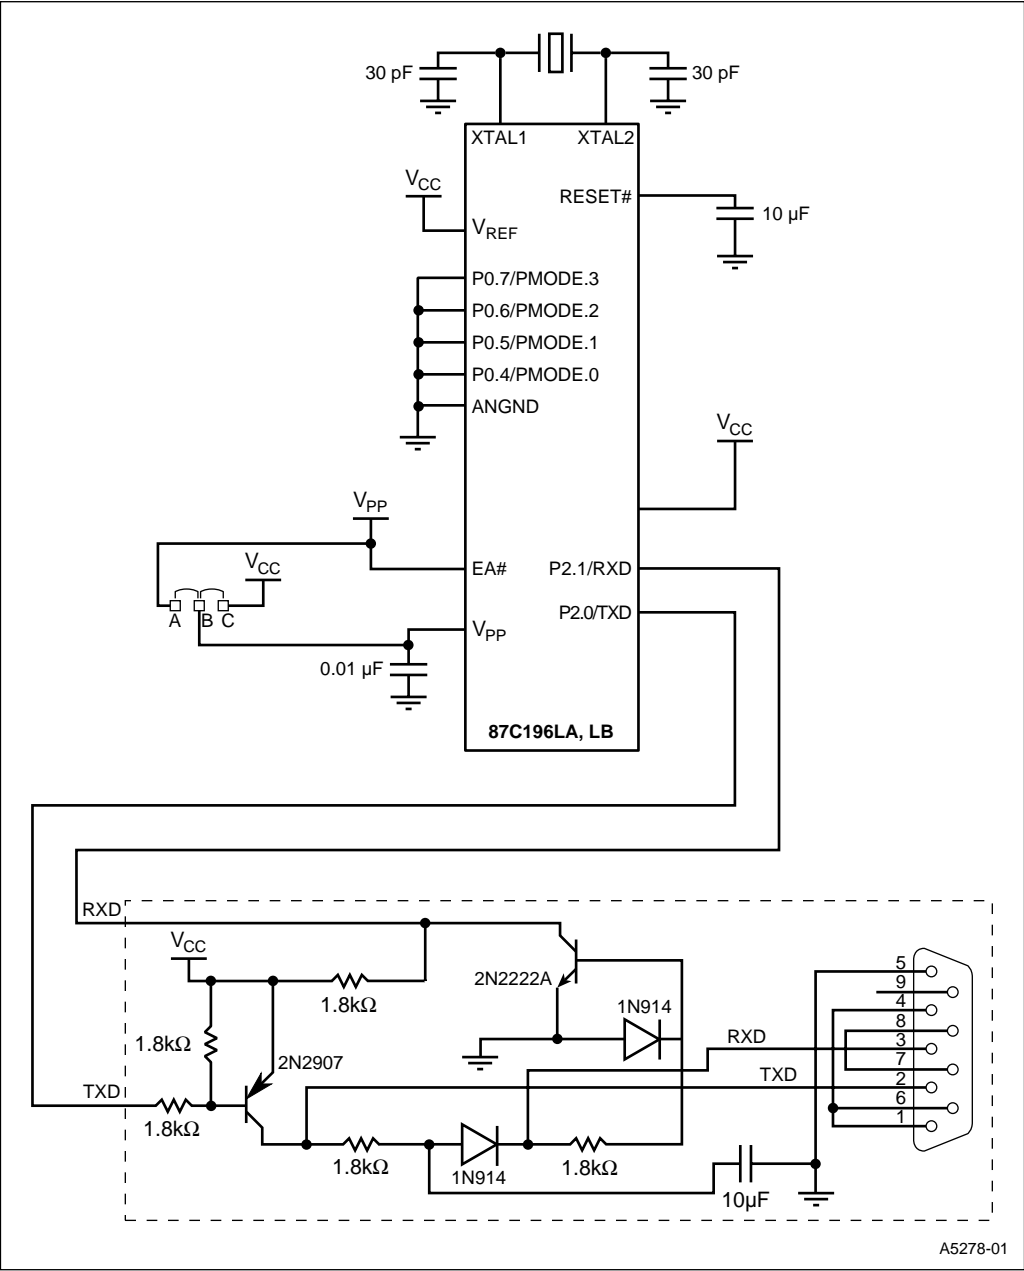 30 pF
30 pF
XTAL1
XTAL2
VCC
RESET#
10 µF
VREF
P0.7/PMODE.3
P0.6/PMODE.2
P0.5/PMODE.1
P0.4/PMODE.0
ANGND
VCC
VPP
VCC
EA#
P2.1/RXD
A
B
C
P2.0/TXD
VPP
0.01 µF
87C196LA, LB
RXD
VCC
2N2222A
5
9
1.8kΩ
1N914
4
8
1.8kΩ
RXD
3
2N2907
7
TXD
TXD
2
6
1.8kΩ
1
1.8kΩ
1N914
1.8kΩ
10µF
A5278-01